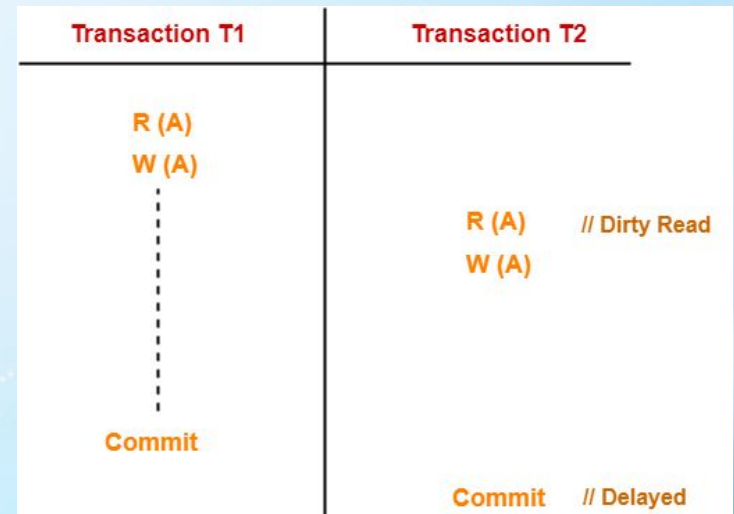 Transaction T1 Transaction T2
R (A)
W (A)
R (A) // Dirty Read
W (A)
Commit
Commit // Delayed